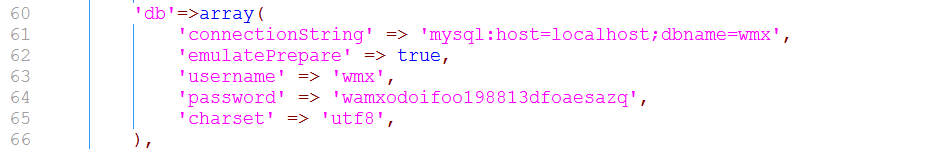 60 'db'=>array(
61 'connectionString' => 'mysql:host=localhost;dbname=wmx',
62 'emulatePrepare' => true,
63 'username' => 'wmx',
64 'password' => 'wamxodoifoo198813dfoaesazq',
65 'charset' => 'utf8',
66 ),